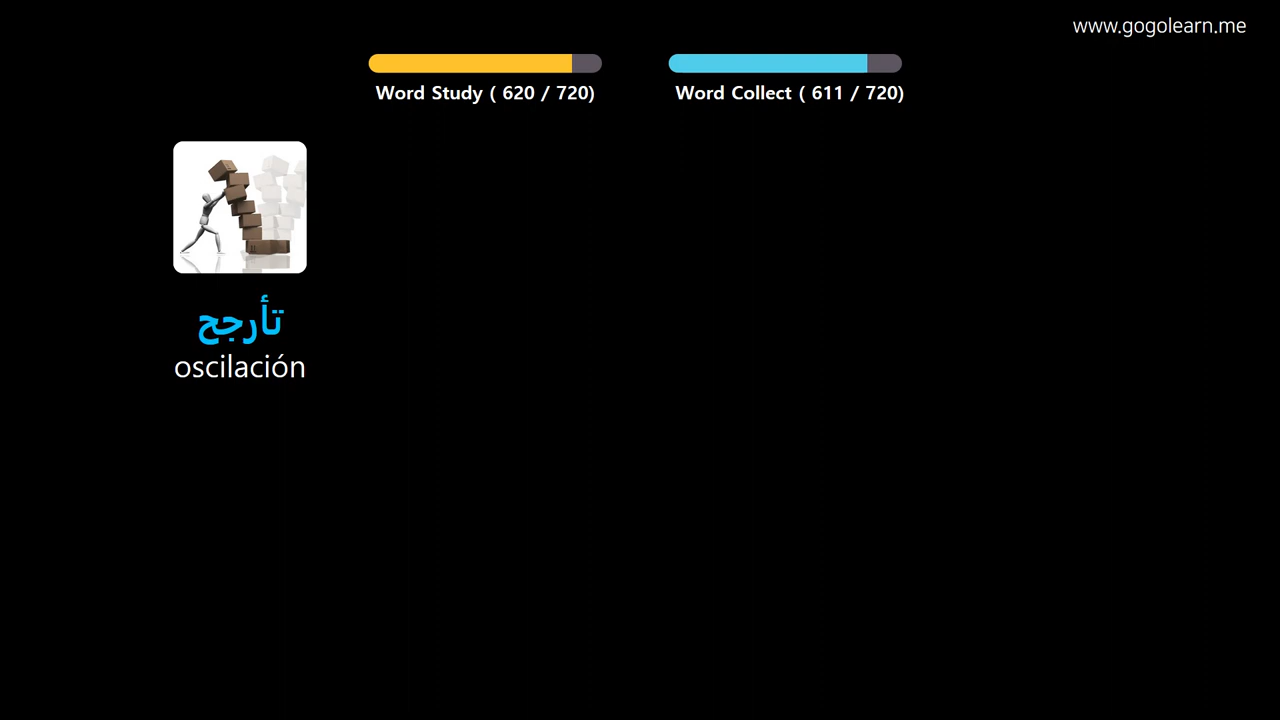 www.gogolearn.me
Word Study ( 620 / 720)
Word Collect ( 611 / 720)
تأرجح
oscilación